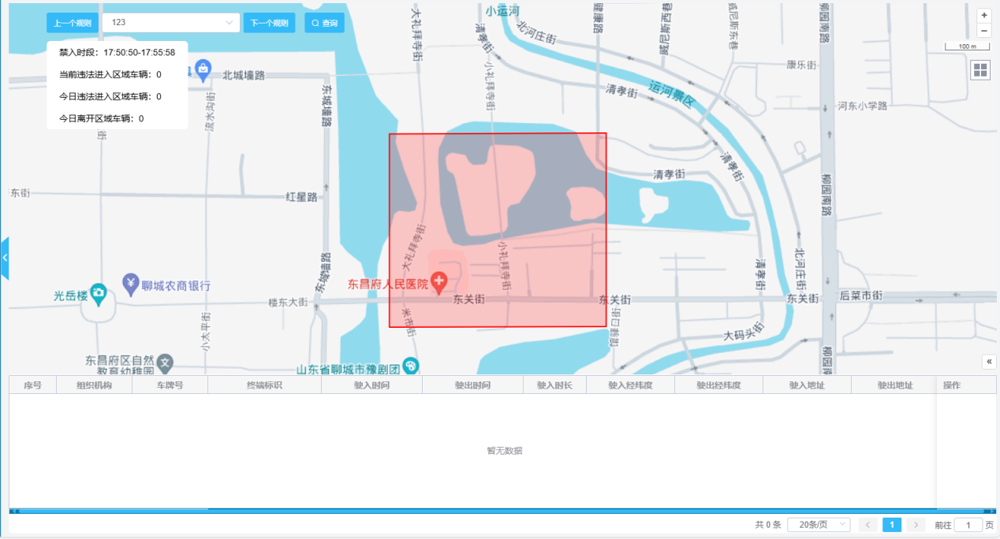 上一个规则
123
下一个规则
查询
禁入时段：17:50:50-17:55:58
当前违法进入区域车辆：0
今日违法进入区域车辆：0
今日离开区域车辆：0
小运河
大礼拜寺街
清孝街
北河庄街
健康路
威尼斯西巷
威尼斯东巷
柳园南路
+
−
100 m
康乐街
北城墙路
流水沟街
东城墙路
小礼拜寺街
清孝街
运河景区
河东小学路
街
东街
红星路
清孝街
清孝街
柳园南路
大礼拜寺街
小礼拜寺街
东城墙路
清孝街
北河庄街
聊城农商银行
东昌府人民医院
光岳楼
楼东大街
东关街
东关街
东关街
后菜市街
小太平街
米市街
馆驿口街
大码头街
东昌府区自然
教育幼稚园
山东省聊城市豫剧团
柳园南
«
序号 组织机构 车牌号 终端标识 驶入时间 驶出时间 驶入时长 驶入经纬度 驶出经纬度 驶入地址 驶出地址 操作
暂无数据
共 0 条 20条/页 < 1 > 前往 1 页